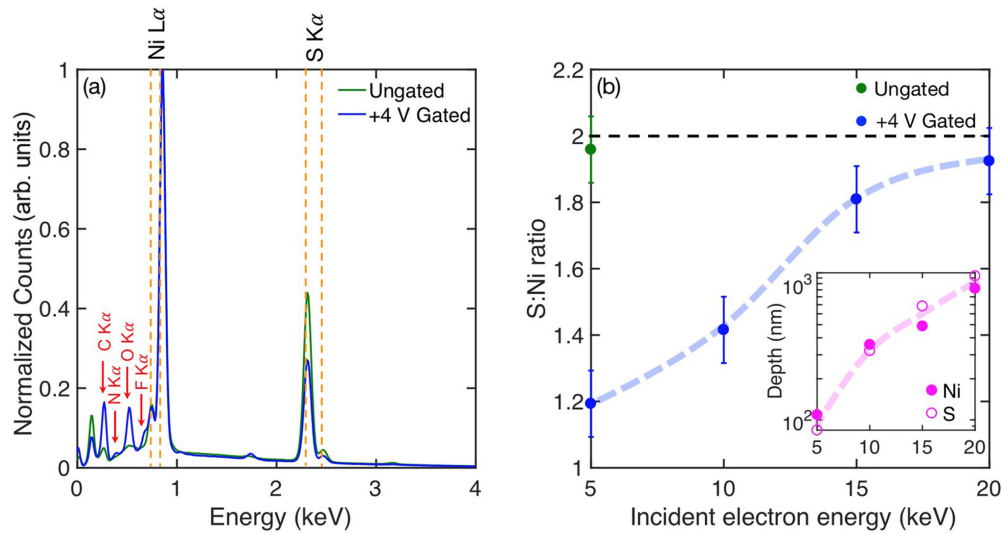 Ni Lα
S Kα
(a)
Ungated
+4 V Gated
Normalized Counts (arb. units)
1
0.8
0.6
0.4
0.2
0
C Kα
N Kα
O Kα
F Kα
0
1
2
3
4
Energy (keV)
(b)
Ungated
+4 V Gated
S:Ni ratio
2.2
2
1.8
1.6
1.4
1.2
1
5
10
15
20
Incident electron energy (keV)
Depth (nm)
10³
10²
Ni
S
5
10
15
20